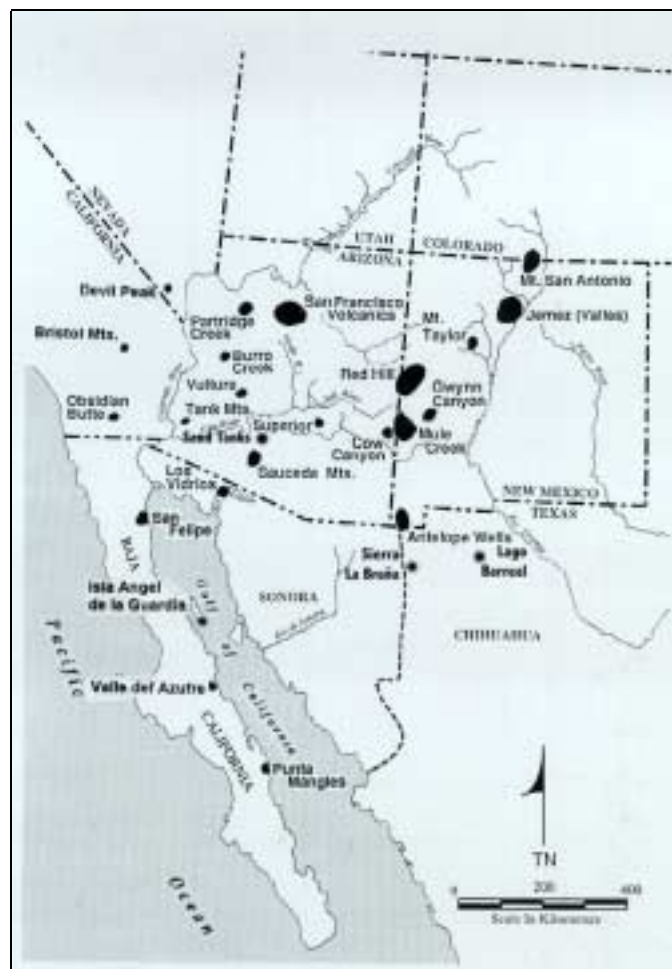 NEVADA
CALIFORNIA
UTAH
COLORADO
ARIZONA
Mt. San Antonio
Devil Peak
San Francisco
Volcanics
Partridge
Creek
Mt.
Taylor
Jemez (Valles)
Bristol Mts.
Burro
Creek
Red Hill
Gwynn
Canyon
Vulture
Obsidian
Butte
Tank Mts.
Superior
Sand Tanks
Cow
Canyon
Mule
Creek
Sauceda Mts.
Los
Vidrios
NEW MEXICO
TEXAS
San
Felipe
Antelope Wells
BAJA
Sierra
La Breña
Lago
Barreal
Isla Angel
de la Guardia
Gulf
of
California
SONORA
CHIHUAHUA
Pacific
Valle del Azufre
CALIFORNIA
Punta
Mangles
TN
Ocean
0 200 400
Scale In Kilometers